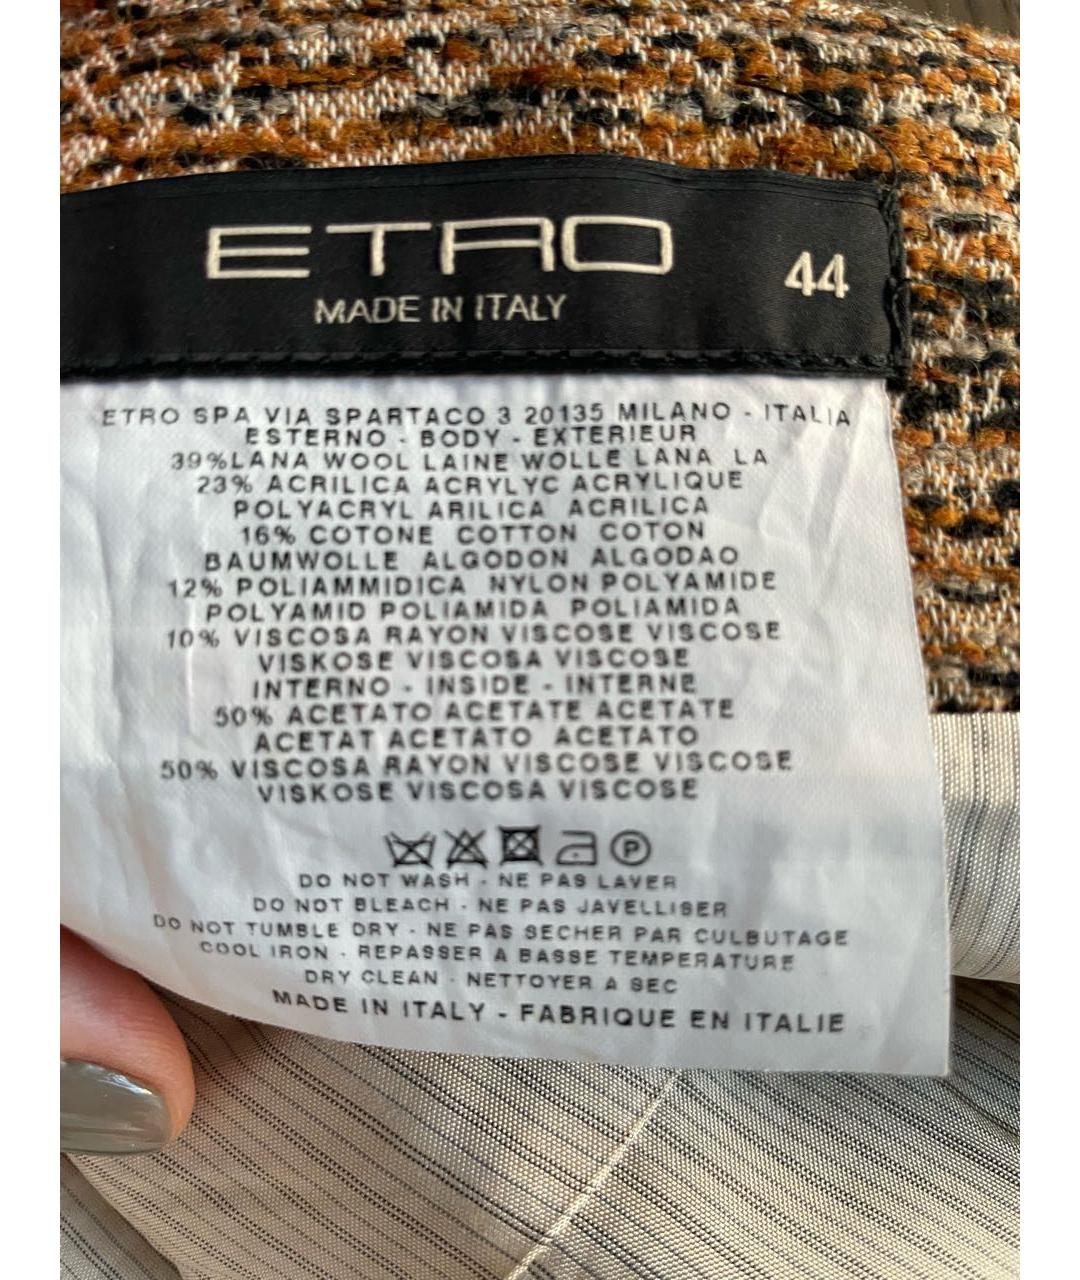 ETRO
MADE IN ITALY
44
ETRO SPA VIA SPARTACO 3 20135 MILANO - ITALIA
ESTERNO - BODY - EXTERIEUR
39%LANA WOOL LAINE WOLLE LANA LA
23% ACRILICA ACRYLYC ACRYLIQUE
POLYACRYL ARILICA ACRILICA
16% COTONE COTTON COTON
BAUMWOLLE ALGODON ALGODAO
12% POLIAMMIDICA NYLON POLYAMIDE
POLYAMID POLIAMIDA POLIAMIDA
10% VISCOSA RAYON VISCOSE VISCOSE
VISKOSE VISCOSA VISCOSE
INTERNO - INSIDE - INTERNE
50% ACETATO ACETATE ACETATE
ACETAT ACETATO ACETATO
50% VISCOSA RAYON VISCOSE VISCOSE
VISKOSE VISCOSA VISCOSE
P
DO NOT WASH - NE PAS LAVER
DO NOT BLEACH - NE PAS JAVELLISER
DO NOT TUMBLE DRY - NE PAS SECHER PAR CULBUTAGE
COOL IRON - REPASSER A BASSE TEMPERATURE
DRY CLEAN - NETTOYER A SEC
MADE IN ITALY - FABRIQUE EN ITALIE